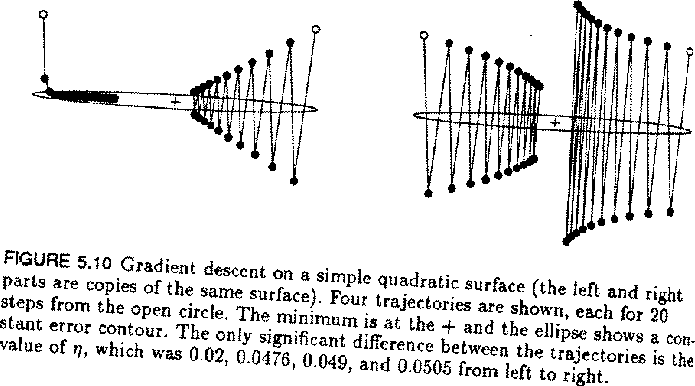 FIGURE 5.10 Gradient descent on a simple quadratic surface (the left and right
parts are copies of the same surface). Four trajectories are shown, each for 20
steps from the open circle. The minimum is at the + and the ellipse shows a con-
stant error contour. The only significant difference between the trajectories is the
value of η, which was 0.02, 0.0476, 0.049, and 0.0505 from left to right.